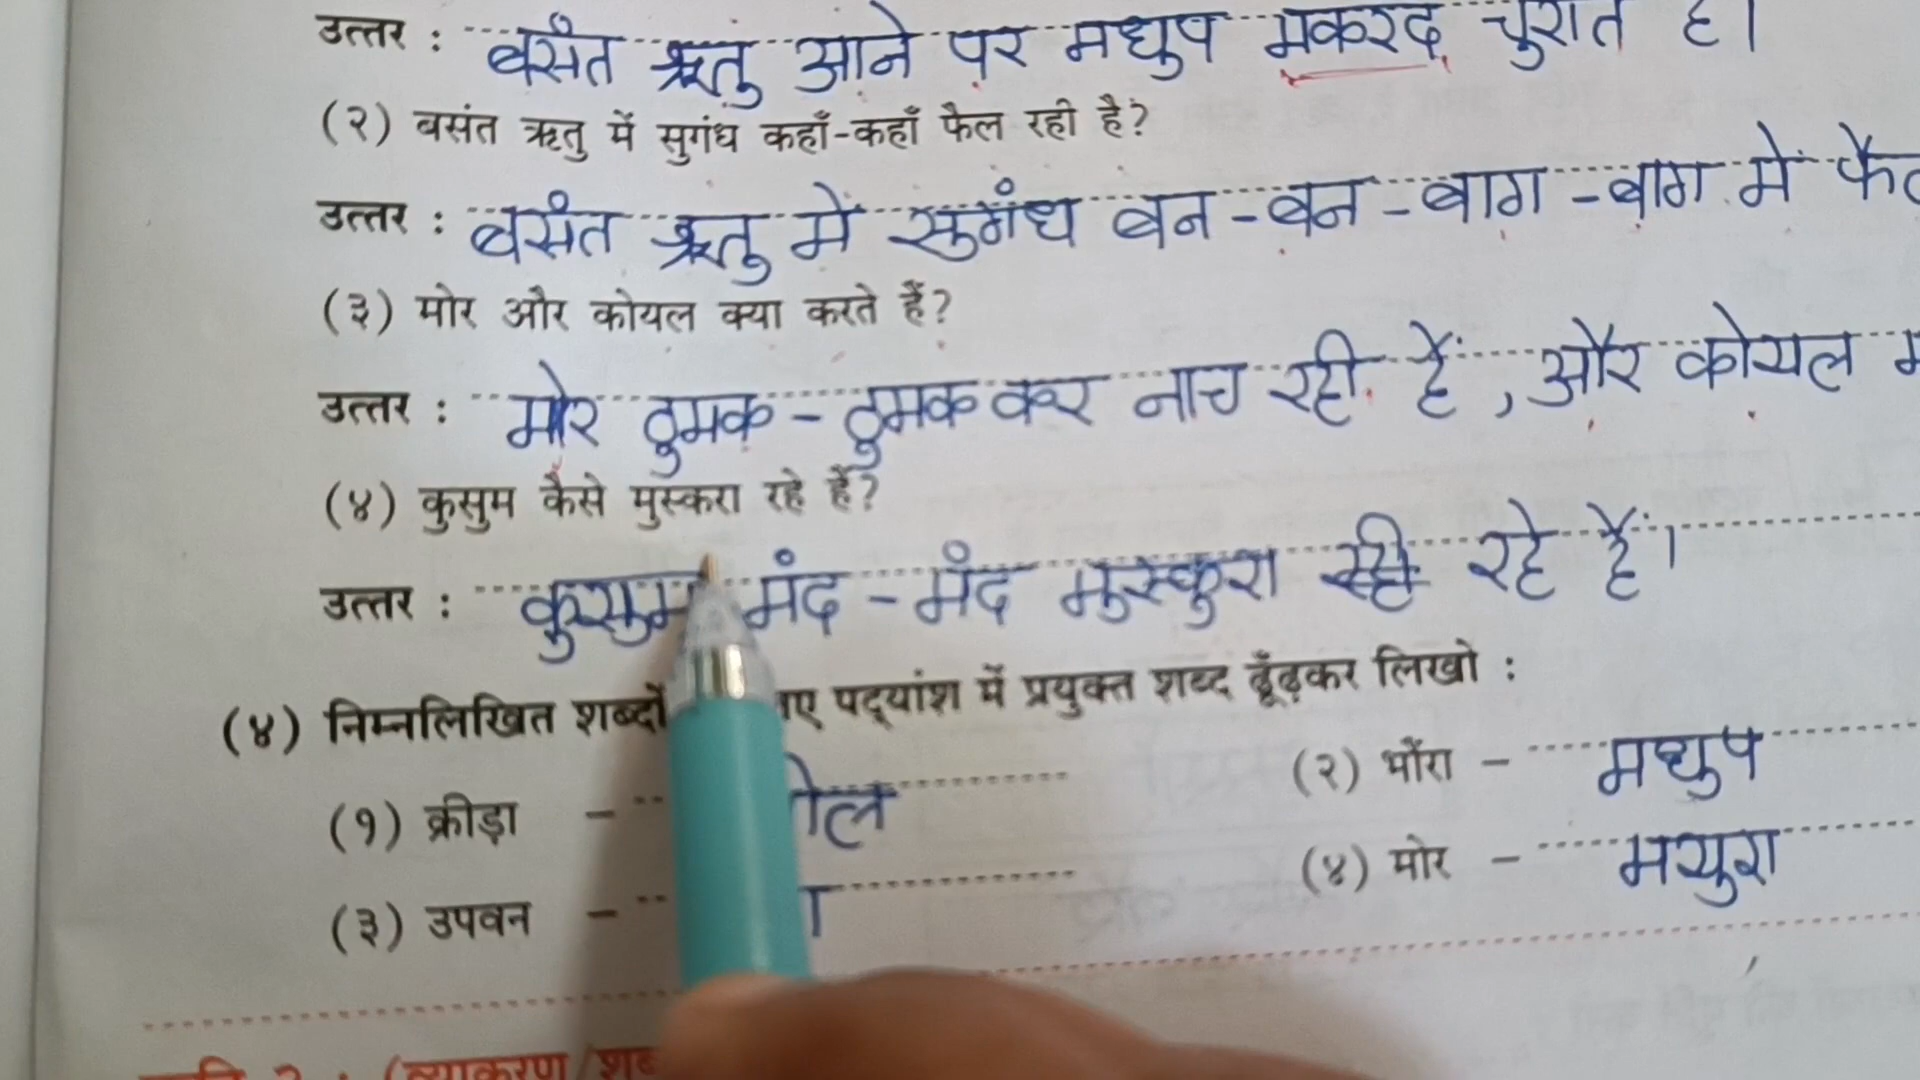 उत्तर : बसंत ऋतु आने पर मधुप मकरद चुराते है।
(२) बसंत ऋतु में सुगंध कहाँ-कहाँ फैल रही है?
उत्तर : बसंत ऋतु में सुगंध बन - बन - बाग - बाग में
(३) मोर और कोयल क्या करते हैं?
उत्तर : मोर ठुमक - ठुमक कर नाच रही हैं , और कोयल
(४) कुसुम कैसे मुस्करा रहे हैं?
उत्तर : कुसुम मंद - मंद मुस्कुरा रहे हैं।
(४) निम्नलिखित शब्दों पद्यांश में प्रयुक्त शब्द ढूँढ़कर लिखो :
(१) क्रीड़ा - (२) भौंरा - मधुप
(३) उपवन - (४) मोर - मयुरा
(व्याकरण